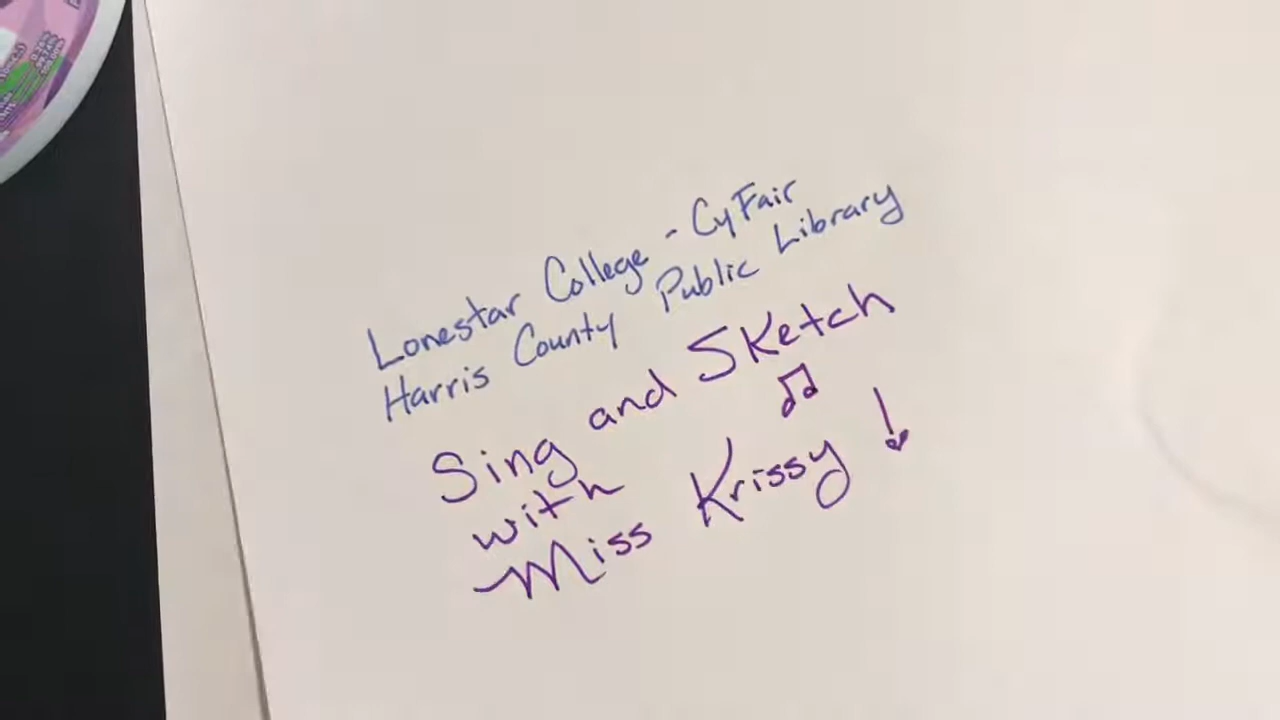 Lonestar College - CyFair
Harris County Public Library
Sing and Sketch
with
Miss Krissy